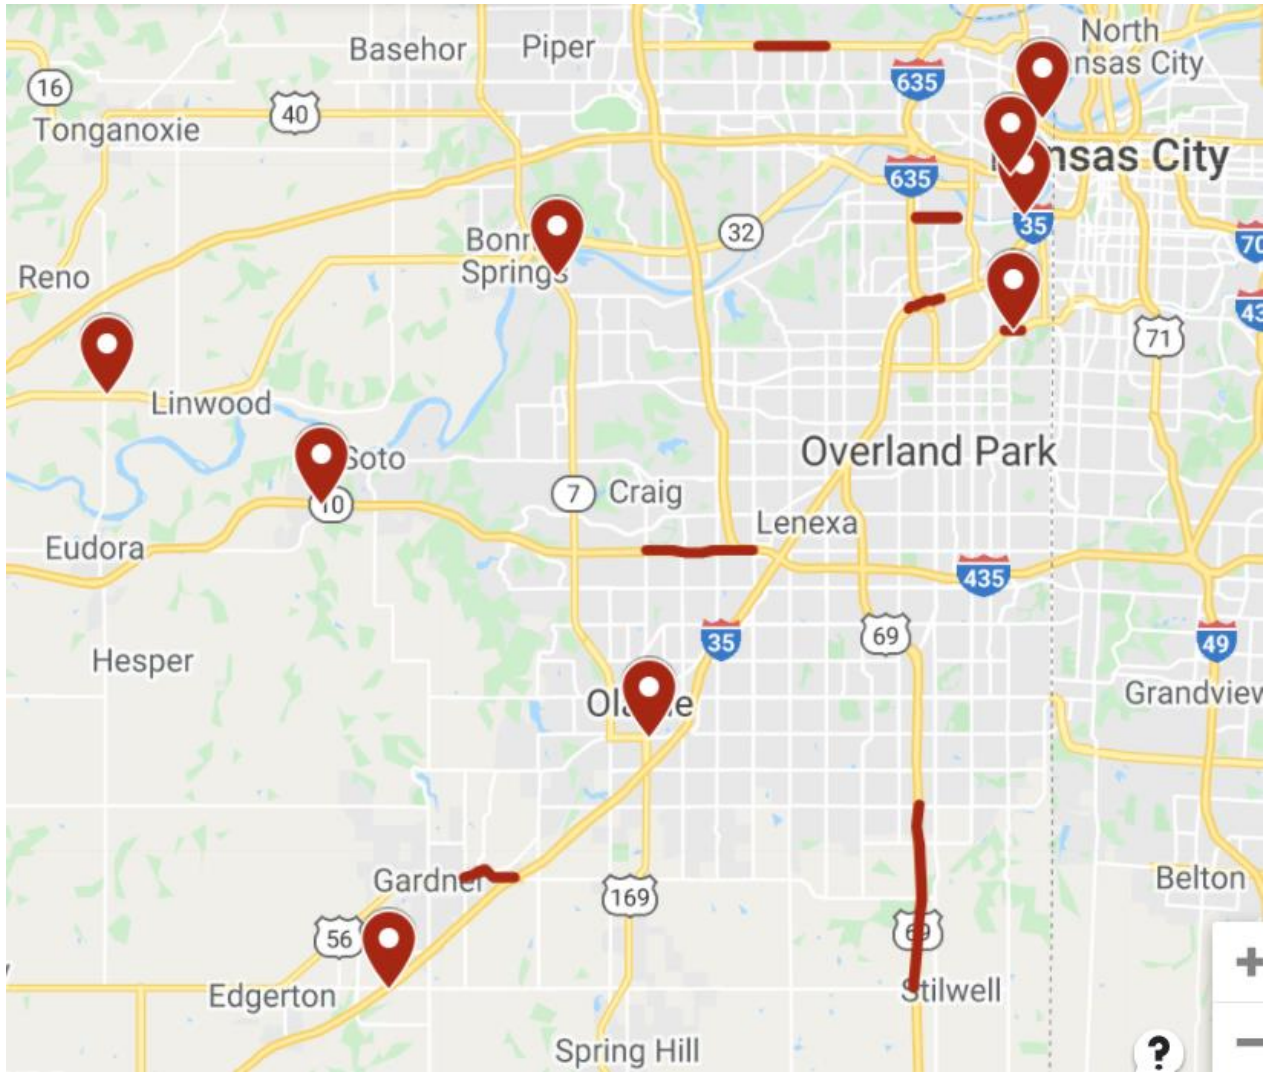 North
nsas City
Basehor
Piper
16
635
40
Tonganoxie
nsas City
635
32
35
Bonn
Springs
70
Reno
43
71
Linwood
Overland Park
Soto
10
7
Craig
Lenexa
Eudora
435
69
35
49
Hesper
Grandview
Gardner
169
Belton
56
69
Edgerton
Stilwell
Spring Hill
?
+
−